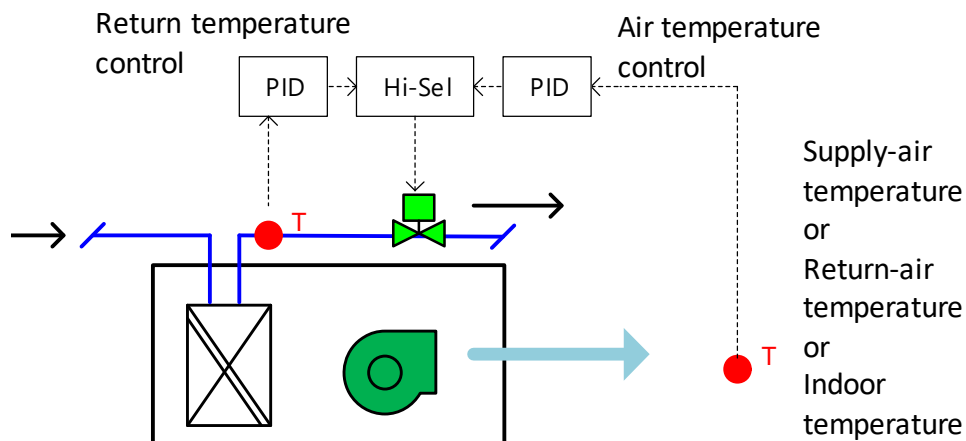 Return temperature
control
Air temperature
control
PID
Hi-Sel
PID
T
Supply-air
temperature
or
Return-air
temperature
or
Indoor
temperature
T